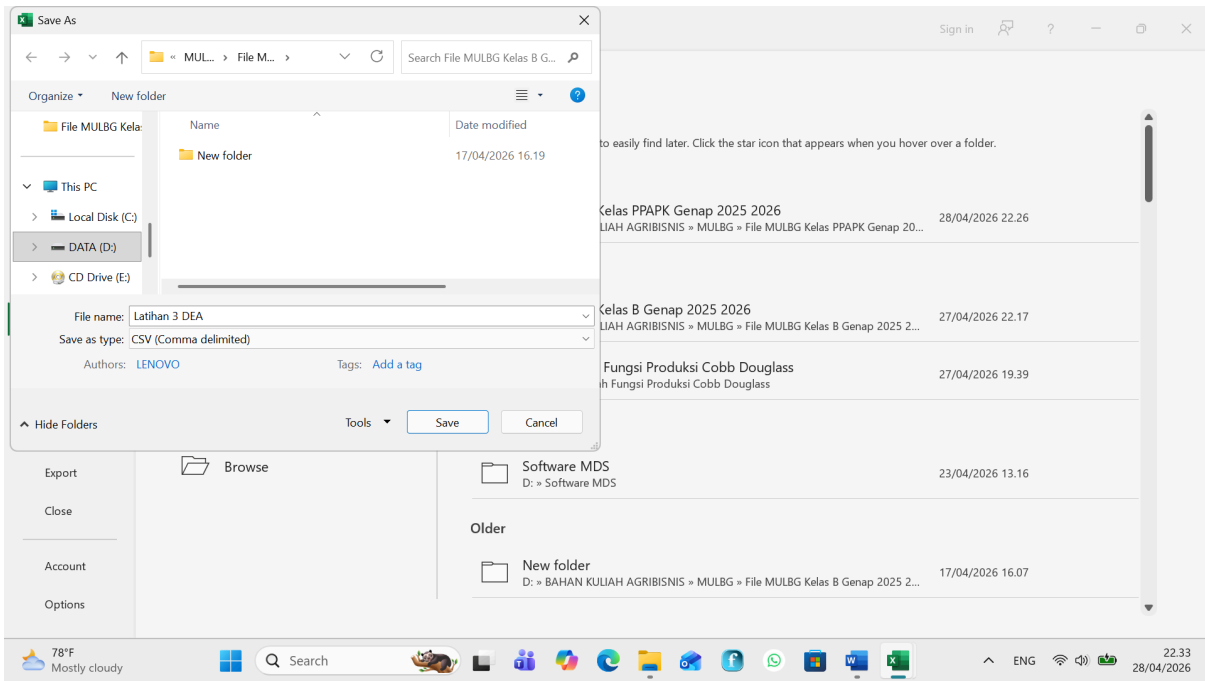 Save As
« MUL... › File M... ›
Search File MULBG Kelas B G...
Organize
New folder
File MULBG Kela
This PC
Local Disk (C:)
DATA (D:)
CD Drive (E:)
Name
Date modified
New folder
17/04/2026 16.19
File name: Latihan 3 DEA
Save as type: CSV (Comma delimited)
Authors: LENOVO
Tags: Add a tag
Hide Folders
Tools
Save
Cancel
Sign in
?
to easily find later. Click the star icon that appears when you hover over a folder.
Kelas PPAPK Genap 2025 2026
LIAH AGRIBISNIS » MULBG » File MULBG Kelas PPAPK Genap 20...
28/04/2026 22.26
Kelas B Genap 2025 2026
LIAH AGRIBISNIS » MULBG » File MULBG Kelas B Genap 2025 2...
27/04/2026 22.17
Fungsi Produksi Cobb Douglass
h Fungsi Produksi Cobb Douglass
27/04/2026 19.39
Export
Close
Account
Options
Browse
Software MDS
D: » Software MDS
23/04/2026 13.16
Older
New folder
D: » BAHAN KULIAH AGRIBISNIS » MULBG » File MULBG Kelas B Genap 2025 2...
17/04/2026 16.07
78°F
Mostly cloudy
Search
ENG
22.33
28/04/2026